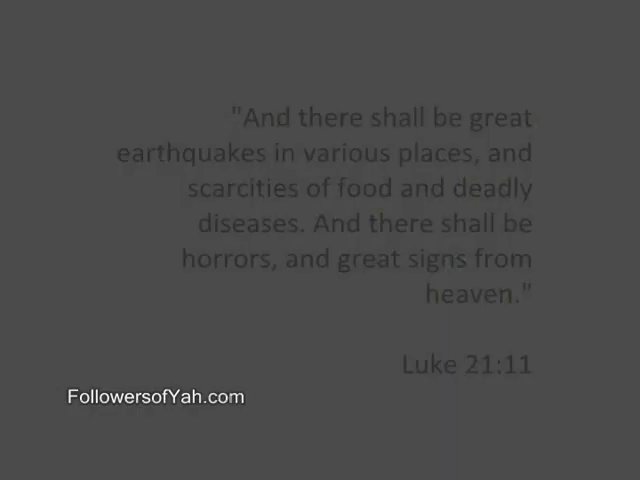 "And there shall be great
earthquakes in various places, and
scarcities of food and deadly
diseases. And there shall be
horrors, and great signs from
heaven."
Luke 21:11
FollowersofYah.com